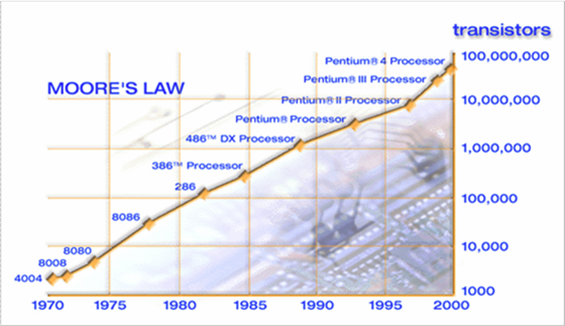 transistors
Pentium® 4 Processor
100,000,000
Pentium® III Processor
MOORE'S LAW
Pentium® II Processor
10,000,000
Pentium® Processor
486™ DX Processor
1,000,000
386™ Processor
286
100,000
8086
8080
10,000
8008
4004
1000
1970 1975 1980 1985 1990 1995 2000